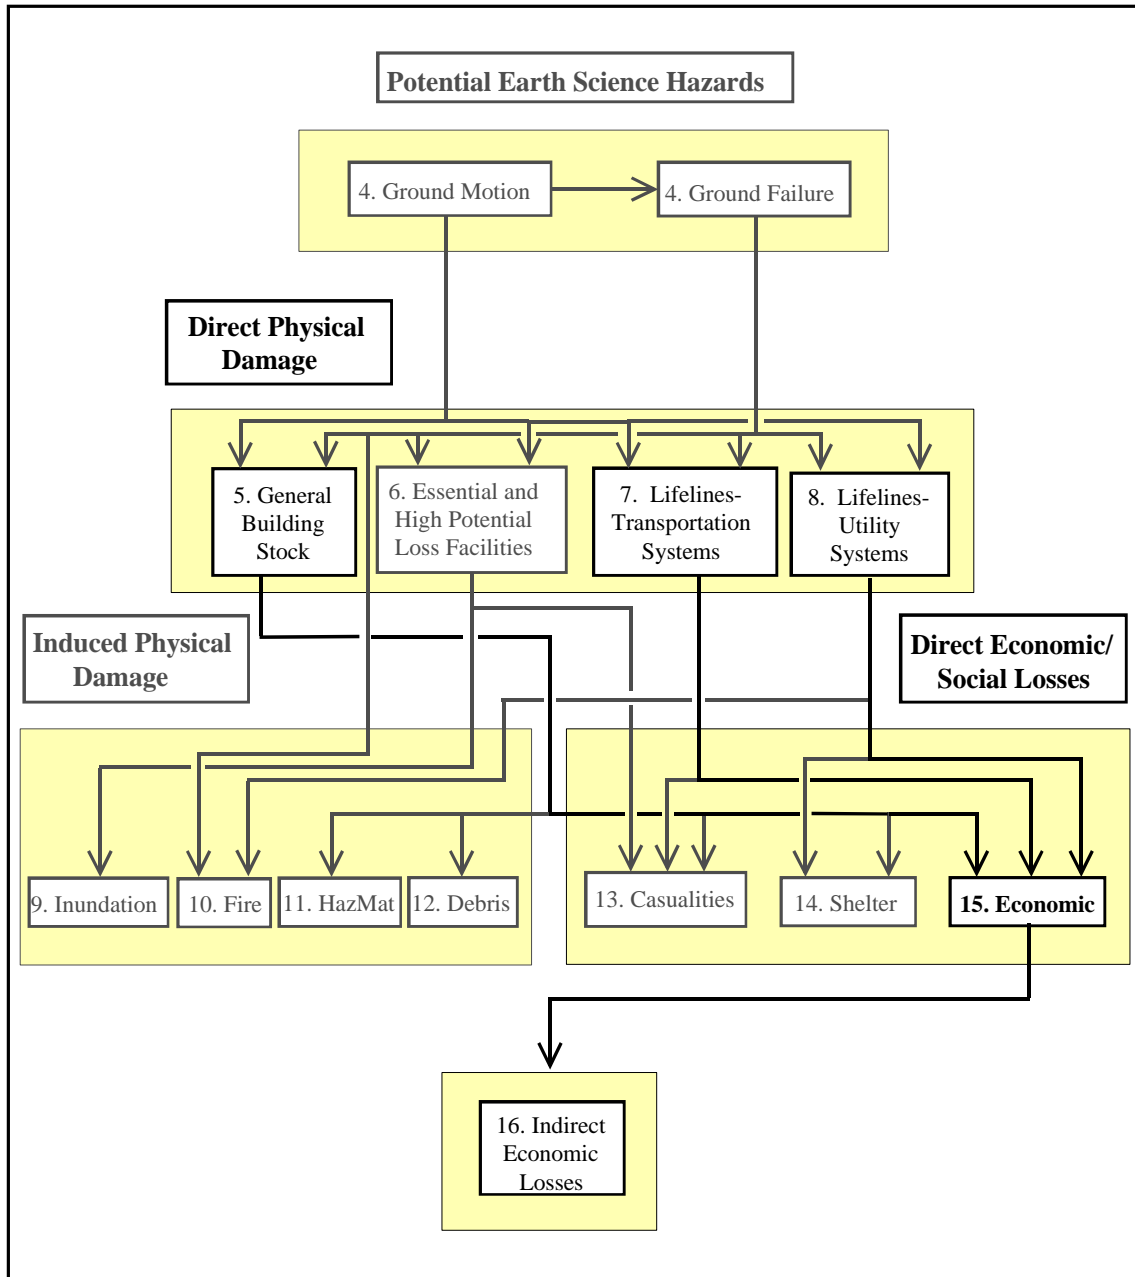 Potential Earth Science Hazards
4. Ground Motion
4. Ground Failure
Direct Physical
Damage
5. General
Building
Stock
6. Essential and
High Potential
Loss Facilities
7. Lifelines-
Transportation
Systems
8. Lifelines-
Utility
Systems
Induced Physical
Damage
Direct Economic/
Social Losses
9. Inundation
10. Fire
11. HazMat
12. Debris
13. Casualities
14. Shelter
15. Economic
16. Indirect
Economic
Losses